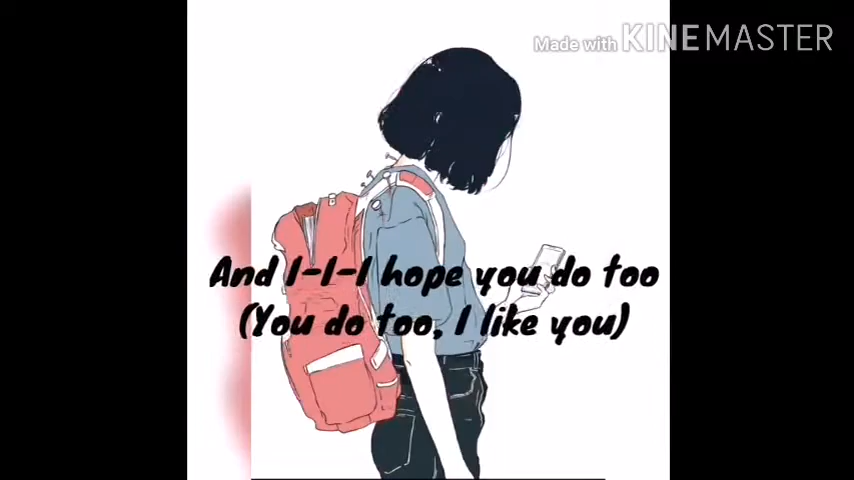 Made with KINEMASTER
And I-I-I hope you do too
(You do too, I like you)